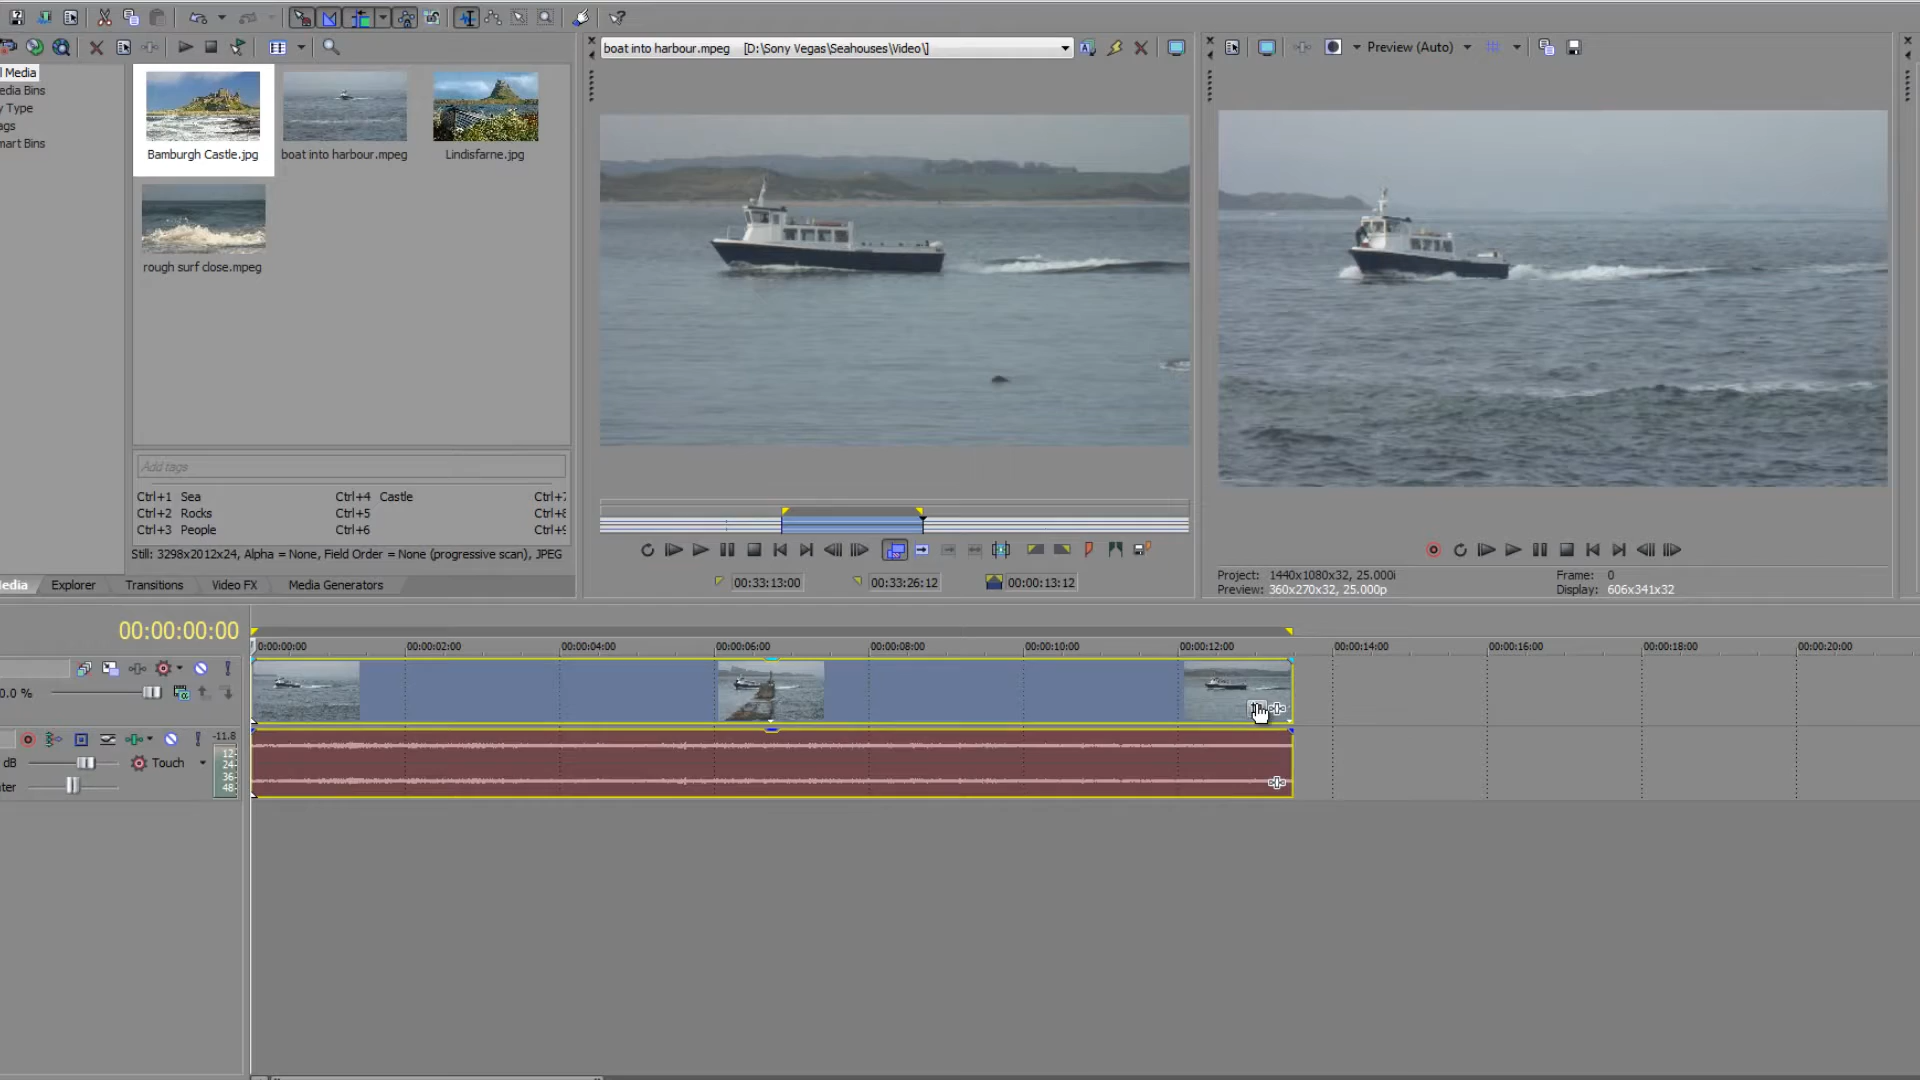 boat into harbour.mpeg [D:\Sony Vegas\Seahouses\Video\]
Preview (Auto)
l Media
edia Bins
y Type
ags
mart Bins
Bamburgh Castle.jpg
boat into harbour.mpeg
Lindisfarne.jpg
rough surf close.mpeg
Add tags
Ctrl+1 Sea Ctrl+4 Castle Ctrl+7
Ctrl+2 Rocks Ctrl+5 Ctrl+8
Ctrl+3 People Ctrl+6 Ctrl+9
Still: 3298x2012x24, Alpha = None, Field Order = None (progressive scan), JPEG
edia Explorer Transitions Video FX Media Generators
00:33:13:00 00:33:26:12 00:00:13:12
Project: 1440x1080x32, 25.000i
Preview: 360x270x32, 25.000p
Frame: 0
Display: 606x341x32
00:00:00:00
0:00:00:00 00:00:02:00 00:00:04:00 00:00:06:00 00:00:08:00 00:00:10:00 00:00:12:00 00:00:14:00 00:00:16:00 00:00:18:00 00:00:20:00
0.0 %
-11.8
12
24
36
48
dB Touch
ter